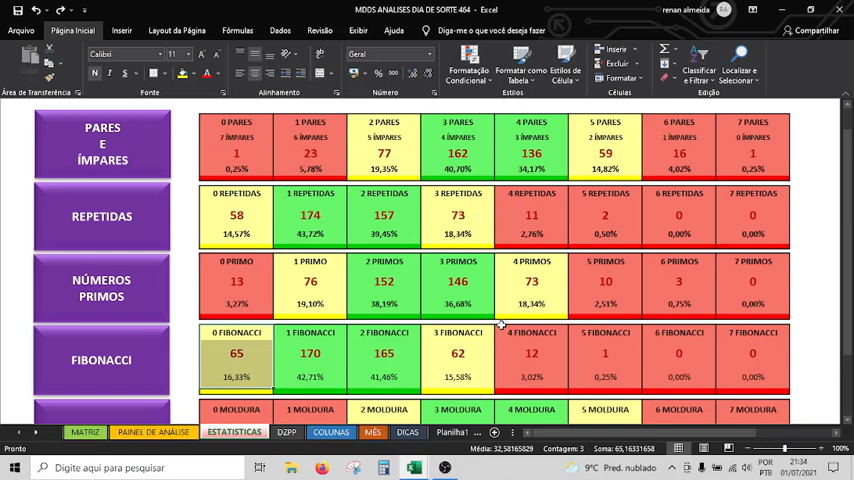 MDDS ANALISES DIA DE SORTE 464 - Excel
renan almeida
RA
Arquivo Página Inicial Inserir Layout da Página Fórmulas Dados Revisão Exibir Ajuda Diga-me o que você deseja fazer Compartilhar
Colar
Calibri 11 A A
Geral
N I S
Formatação Condicional
Formatar como Tabela
Estilos de Célula
Inserir
Excluir
Formatar
Classificar e Filtrar
Localizar e Selecionar
Área de Transferência Fonte Alinhamento Número Estilos Células Edição
PARES
E
ÍMPARES
0 PARES 1 PARES 2 PARES 3 PARES 4 PARES 5 PARES 6 PARES 7 PARES
7 ÍMPARES 6 ÍMPARES 5 ÍMPARES 4 ÍMPARES 3 ÍMPARES 2 ÍMPARES 1 ÍMPARES 0 ÍMPARES
1 23 77 162 136 59 16 1
0,25% 5,78% 19,35% 40,70% 34,17% 14,82% 4,02% 0,25%
REPETIDAS
0 REPETIDAS 1 REPETIDAS 2 REPETIDAS 3 REPETIDAS 4 REPETIDAS 5 REPETIDAS 6 REPETIDAS 7 REPETIDAS
58 174 157 73 11 2 0 0
14,57% 43,72% 39,45% 18,34% 2,76% 0,50% 0,00% 0,00%
NÚMEROS
PRIMOS
0 PRIMO 1 PRIMO 2 PRIMOS 3 PRIMOS 4 PRIMOS 5 PRIMOS 6 PRIMOS 7 PRIMOS
13 76 152 146 73 10 3 0
3,27% 19,10% 38,19% 36,68% 18,34% 2,51% 0,75% 0,00%
FIBONACCI
0 FIBONACCI 1 FIBONACCI 2 FIBONACCI 3 FIBONACCI 4 FIBONACCI 5 FIBONACCI 6 FIBONACCI 7 FIBONACCI
65 170 165 62 12 1 0 0
16,33% 42,71% 41,46% 15,58% 3,02% 0,25% 0,00% 0,00%
0 MOLDURA 1 MOLDURA 2 MOLDURA 3 MOLDURA 4 MOLDURA 5 MOLDURA 6 MOLDURA 7 MOLDURA
MATRIZ PAINEL DE ANÁLISE ESTATISTICAS DZPP COLUNAS MÊS DICAS Planilha1 ...
Pronto
Média: 32,58165829 Contagem: 3 Soma: 65,16331658 100%
Digite aqui para pesquisar
9°C Pred. nublado
POR
PTB
21:34
01/07/2021